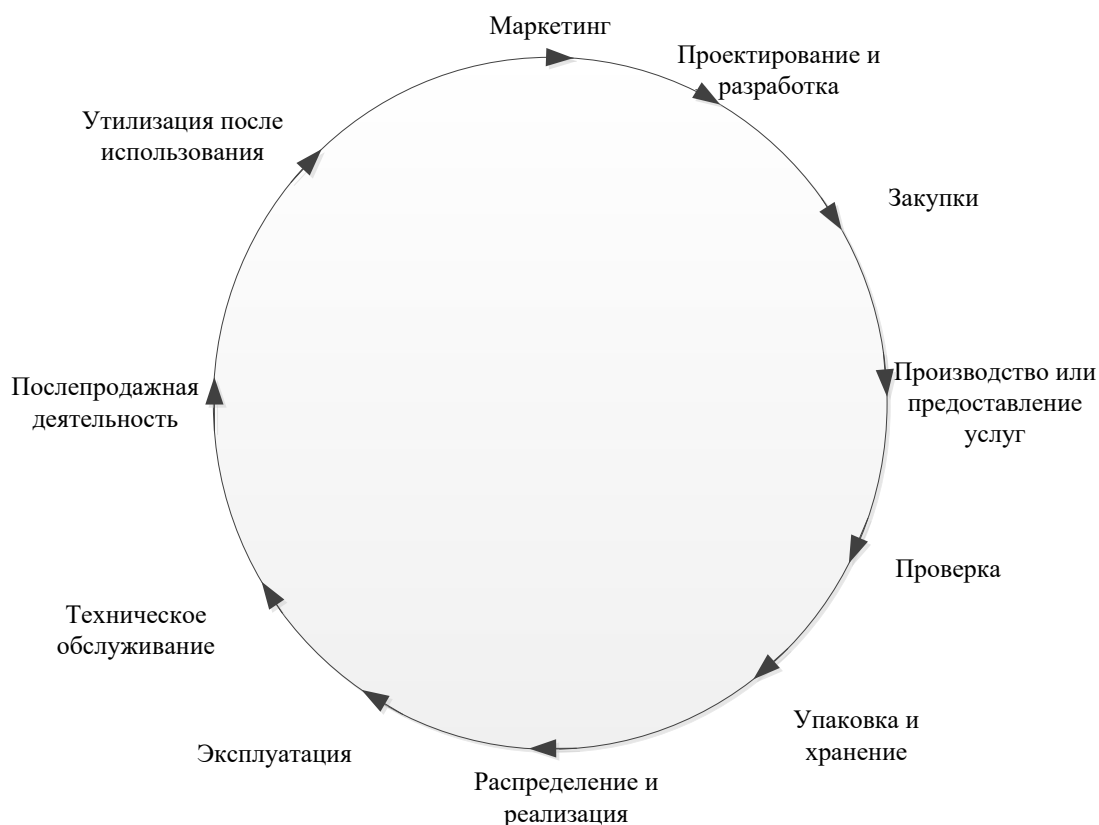 Маркетинг
Проектирование и
разработка
Закупки
Производство или
предоставление
услуг
Проверка
Упаковка и
хранение
Распределение и
реализация
Эксплуатация
Техническое
обслуживание
Послепродажная
деятельность
Утилизация после
использования